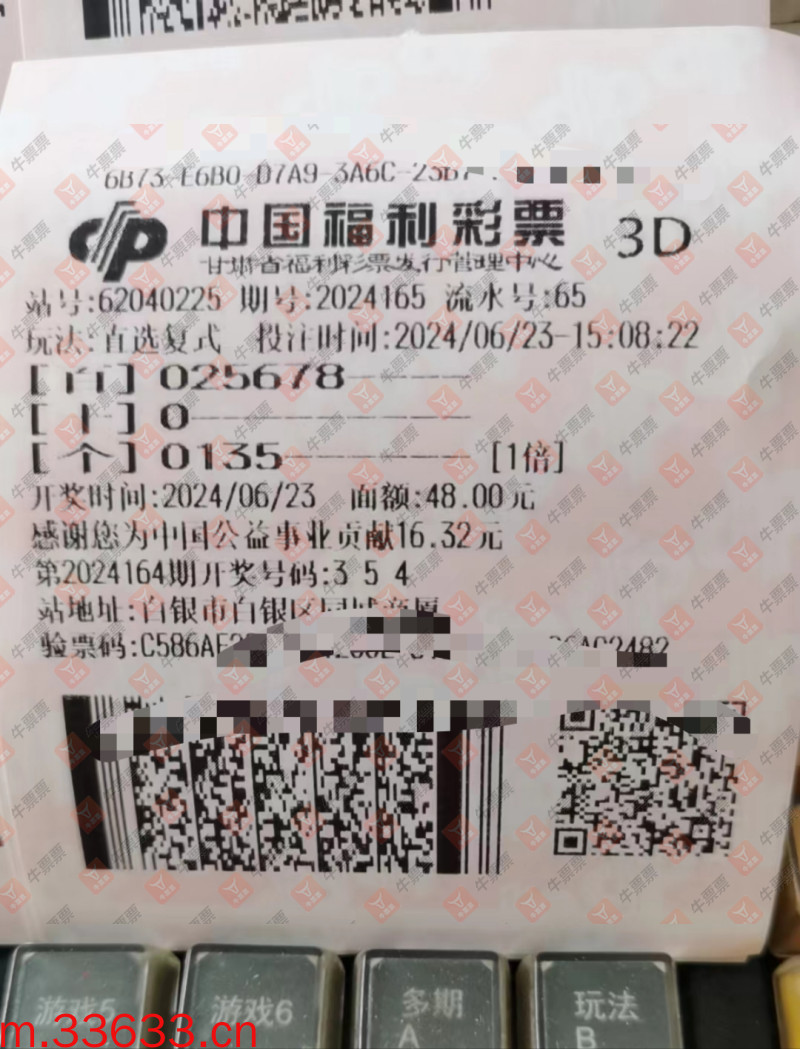 6B73-E6B0-D7A9-3A6C-25B7
中国福利彩票 3D
甘肃省福利彩票发行管理中心
站号:62040225 期号:2024165 流水号:65
玩法:直选复式 投注时间:2024/06/23-15:08:22
[百] 025678------
[十] 0-----------
[个] 0135-------- [1倍]
开奖时间:2024/06/23 面额:48.00元
感谢您为中国公益事业贡献16.32元
第2024164期开奖号码:3 5 4
站地址:白银市白银区
验票码:C586AE
牛票票
游戏5 游戏6 多期 A 玩法 B
m.33633.cn